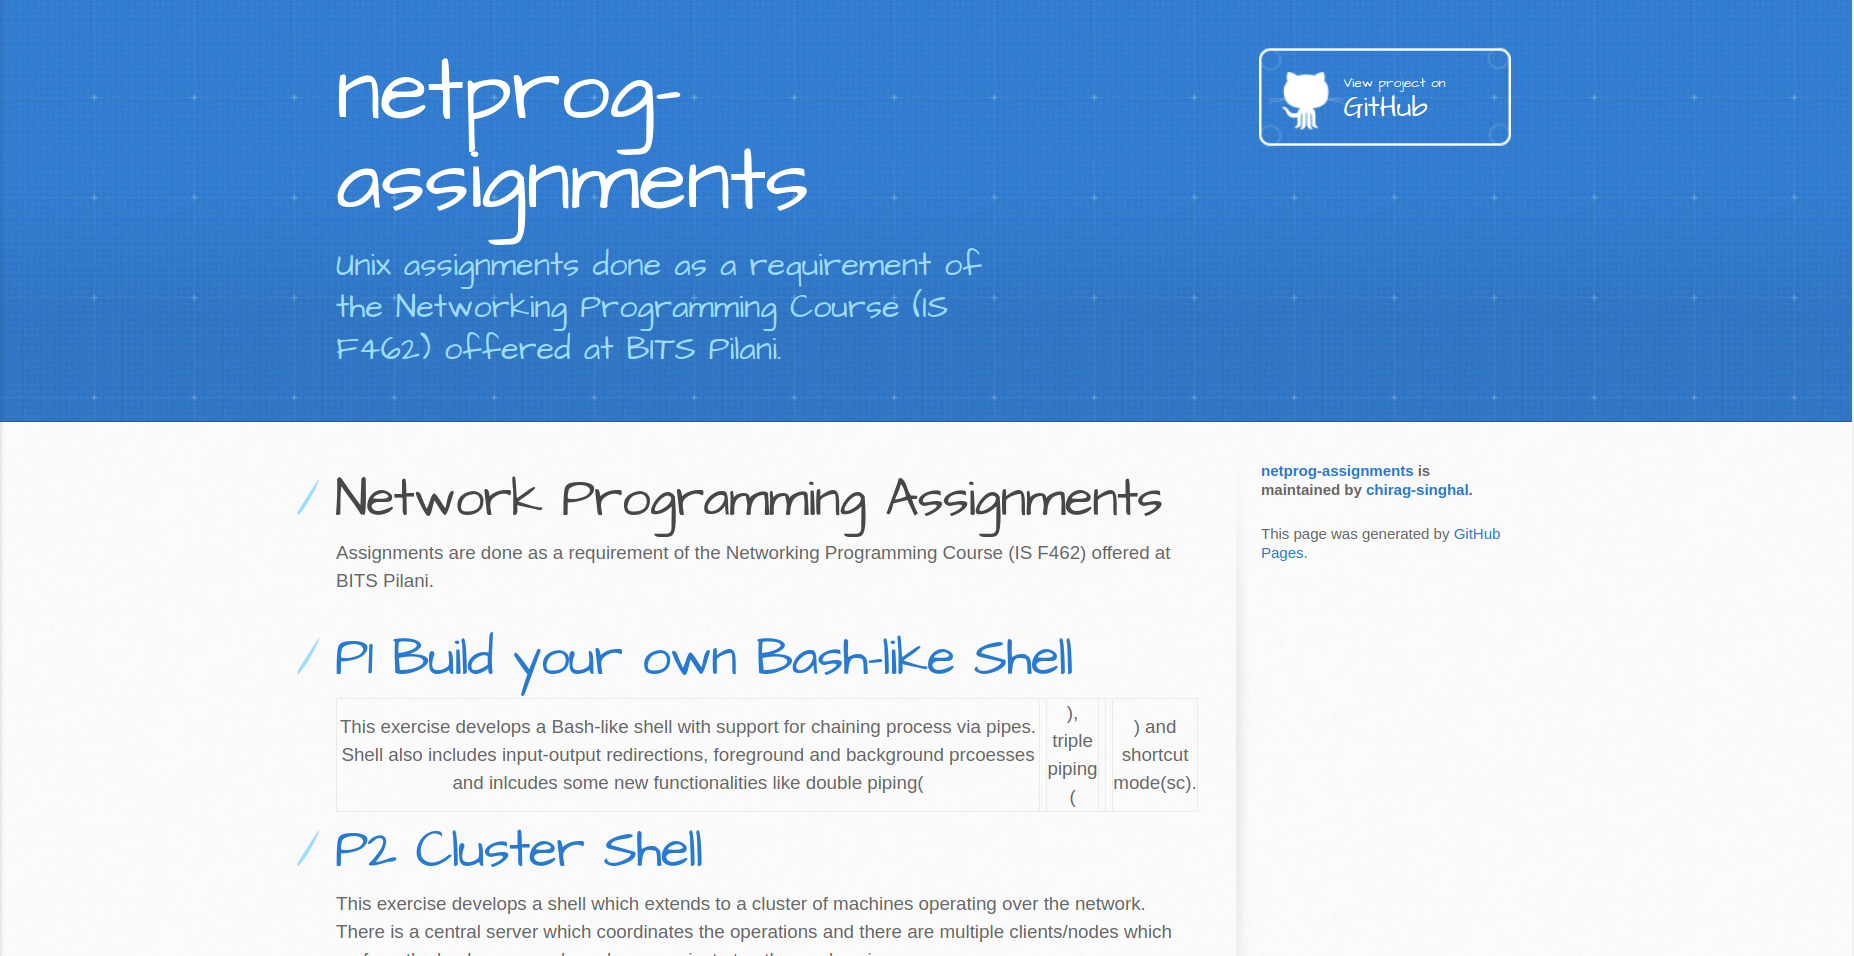 netprog-
assignments
Unix assignments done as a requirement of
the Networking Programming Course (IS
F462) offered at BITS Pilani.
View project on
GitHub
Network Programming Assignments
Assignments are done as a requirement of the Networking Programming Course (IS F462) offered at
BITS Pilani.
P1 Build your own Bash-like Shell
This exercise develops a Bash-like shell with support for chaining process via pipes.
Shell also includes input-output redirections, foreground and background prcoesses
and inlcudes some new functionalities like double piping(
),
triple
piping
(
) and
shortcut
mode(sc).
P2 Cluster Shell
This exercise develops a shell which extends to a cluster of machines operating over the network.
There is a central server which coordinates the operations and there are multiple clients/nodes which
netprog-assignments is
maintained by chirag-singhal.
This page was generated by GitHub
Pages.